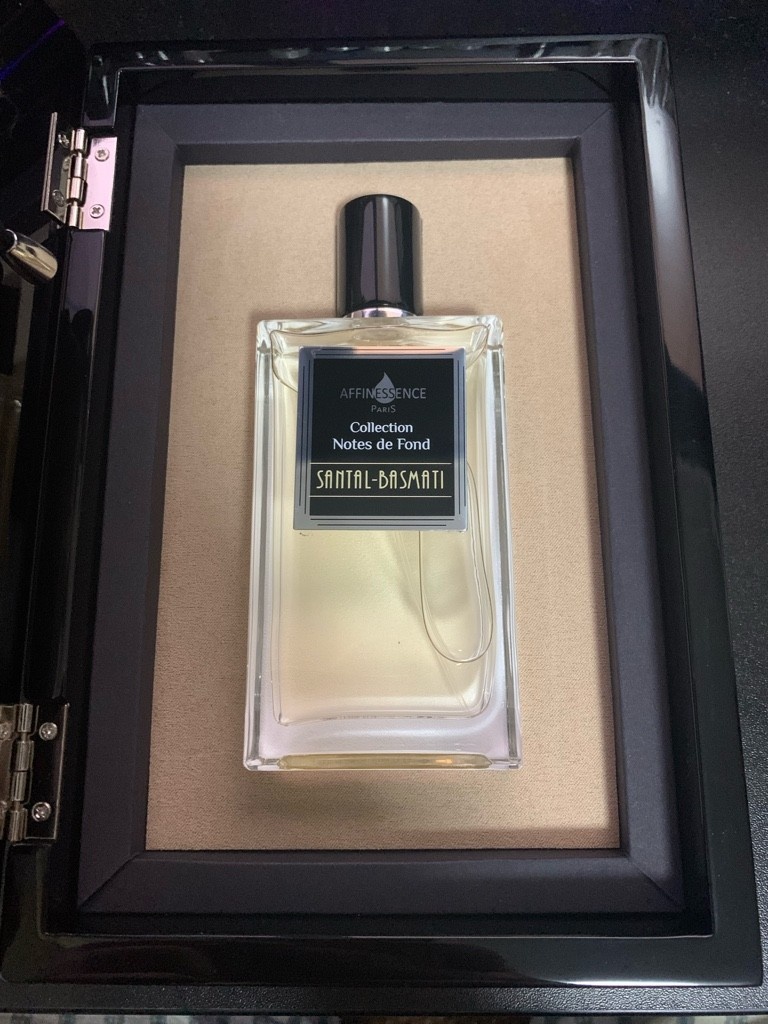 AFFINESSENCE
PARIS
Collection
Notes de Fond
SANTAL-BASMATI